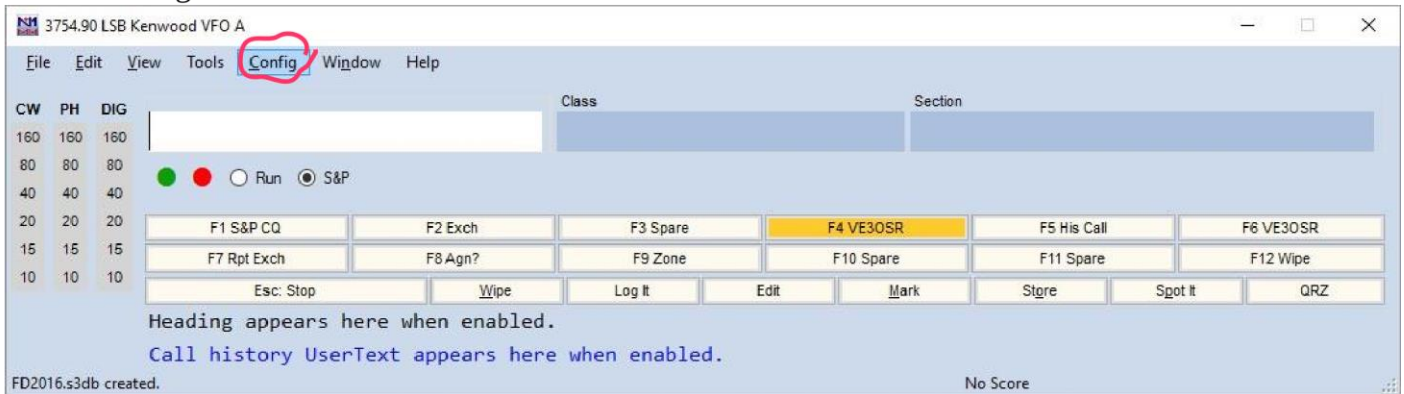 3754.90 LSB Kenwood VFO A
File Edit View Tools Config Window Help
CW PH DIG
Class Section
160 160 160
80 80 80
40 40 40
20 20 20
15 15 15
10 10 10
Run S&P
F1 S&P CQ F2 Exch F3 Spare F4 VE3OSR F5 His Call F6 VE3OSR
F7 Rpt Exch F8 Agn? F9 Zone F10 Spare F11 Spare F12 Wipe
Esc: Stop Wipe Log It Edit Mark Store Spot It QRZ
Heading appears here when enabled.
Call history UserText appears here when enabled.
FD2016.s3db created. No Score